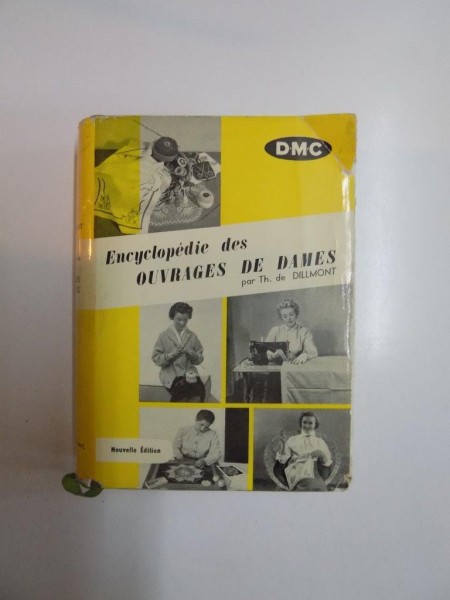 DMC
Encyclopédie des
OUVRAGES DE DAMES
par Th. de DILLMONT
Nouvelle Édition